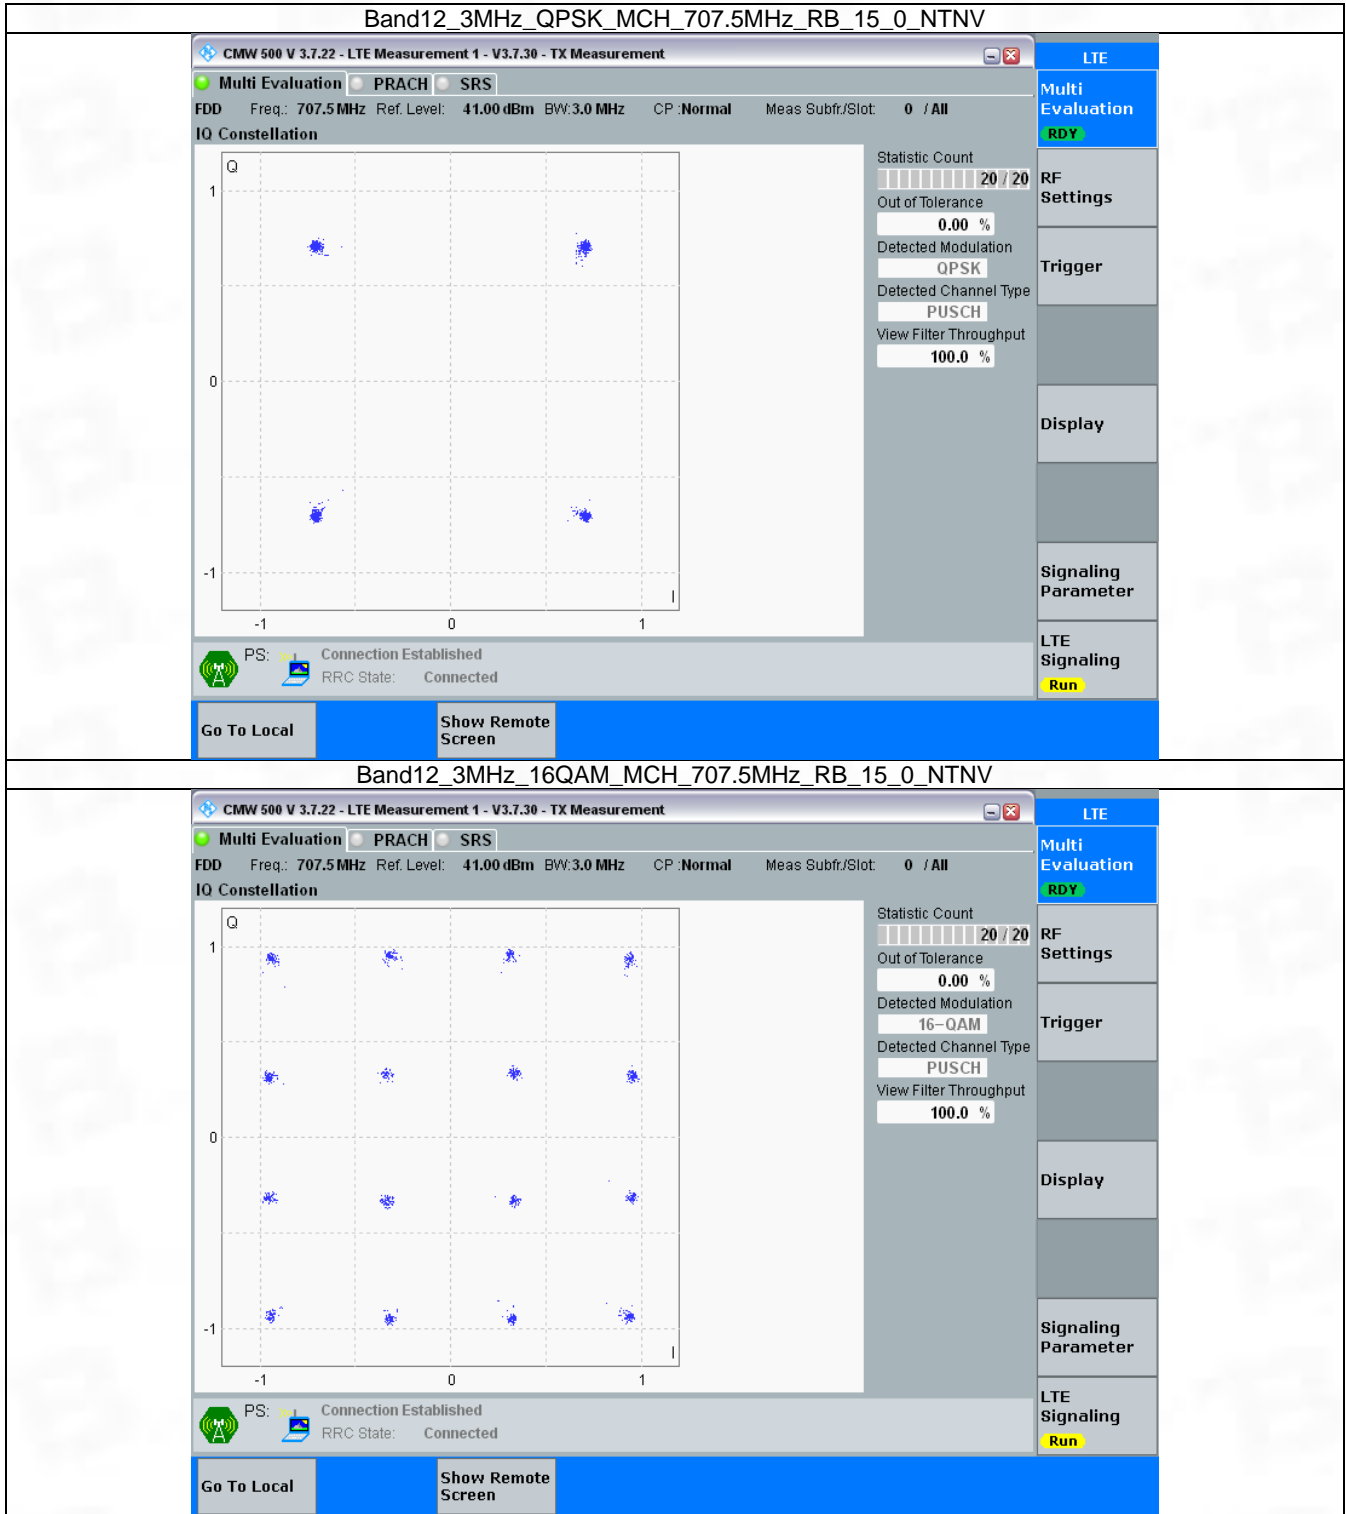 Band12_3MHz_QPSK_MCH_707.5MHz_RB_15_0_NTNV
CMW 500 V 3.7.22 - LTE Measurement 1 - V3.7.30 - TX Measurement
LTE
Multi Evaluation PRACH SRS
Multi
Evaluation
RDY
FDD Freq.: 707.5 MHz Ref. Level: 41.00 dBm BW: 3.0 MHz CP : Normal Meas Subfr./Slot: 0 / All
IQ Constellation
Q
1
0
-1
-1 0 1
I
Statistic Count
20 / 20
Out of Tolerance
0.00 %
Detected Modulation
QPSK
Detected Channel Type
PUSCH
View Filter Throughput
100.0 %
RF
Settings
Trigger
Display
Signaling
Parameter
LTE
Signaling
Run
PS: Connection Established
RRC State: Connected
Go To Local
Show Remote
Screen
Band12_3MHz_16QAM_MCH_707.5MHz_RB_15_0_NTNV
CMW 500 V 3.7.22 - LTE Measurement 1 - V3.7.30 - TX Measurement
LTE
Multi Evaluation PRACH SRS
Multi
Evaluation
RDY
FDD Freq.: 707.5 MHz Ref. Level: 41.00 dBm BW: 3.0 MHz CP : Normal Meas Subfr./Slot: 0 / All
IQ Constellation
Q
1
0
-1
-1 0 1
I
Statistic Count
20 / 20
Out of Tolerance
0.00 %
Detected Modulation
16-QAM
Detected Channel Type
PUSCH
View Filter Throughput
100.0 %
RF
Settings
Trigger
Display
Signaling
Parameter
LTE
Signaling
Run
PS: Connection Established
RRC State: Connected
Go To Local
Show Remote
Screen